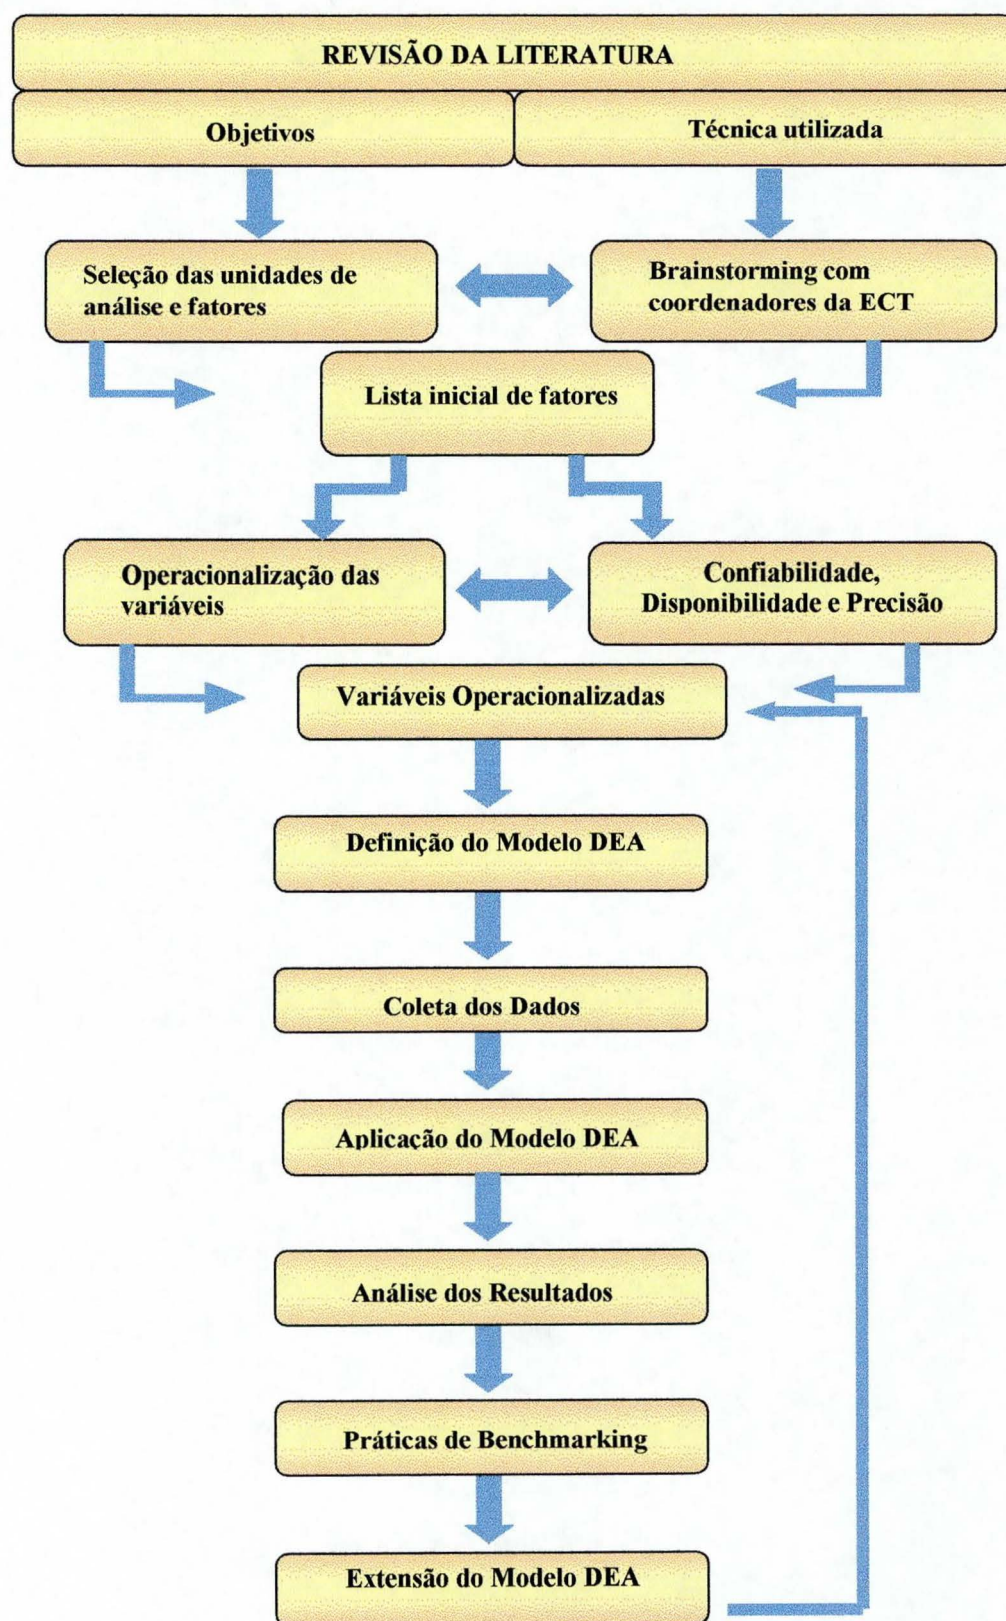 REVISÃO DA LITERATURA
Objetivos
Técnica utilizada
Seleção das unidades de
análise e fatores
Brainstorming com
coordenadores da ECT
Lista inicial de fatores
Operacionalização das
variáveis
Confiabilidade,
Disponibilidade e Precisão
Variáveis Operacionalizadas
Definição do Modelo DEA
Coleta dos Dados
Aplicação do Modelo DEA
Análise dos Resultados
Práticas de Benchmarking
Extensão do Modelo DEA